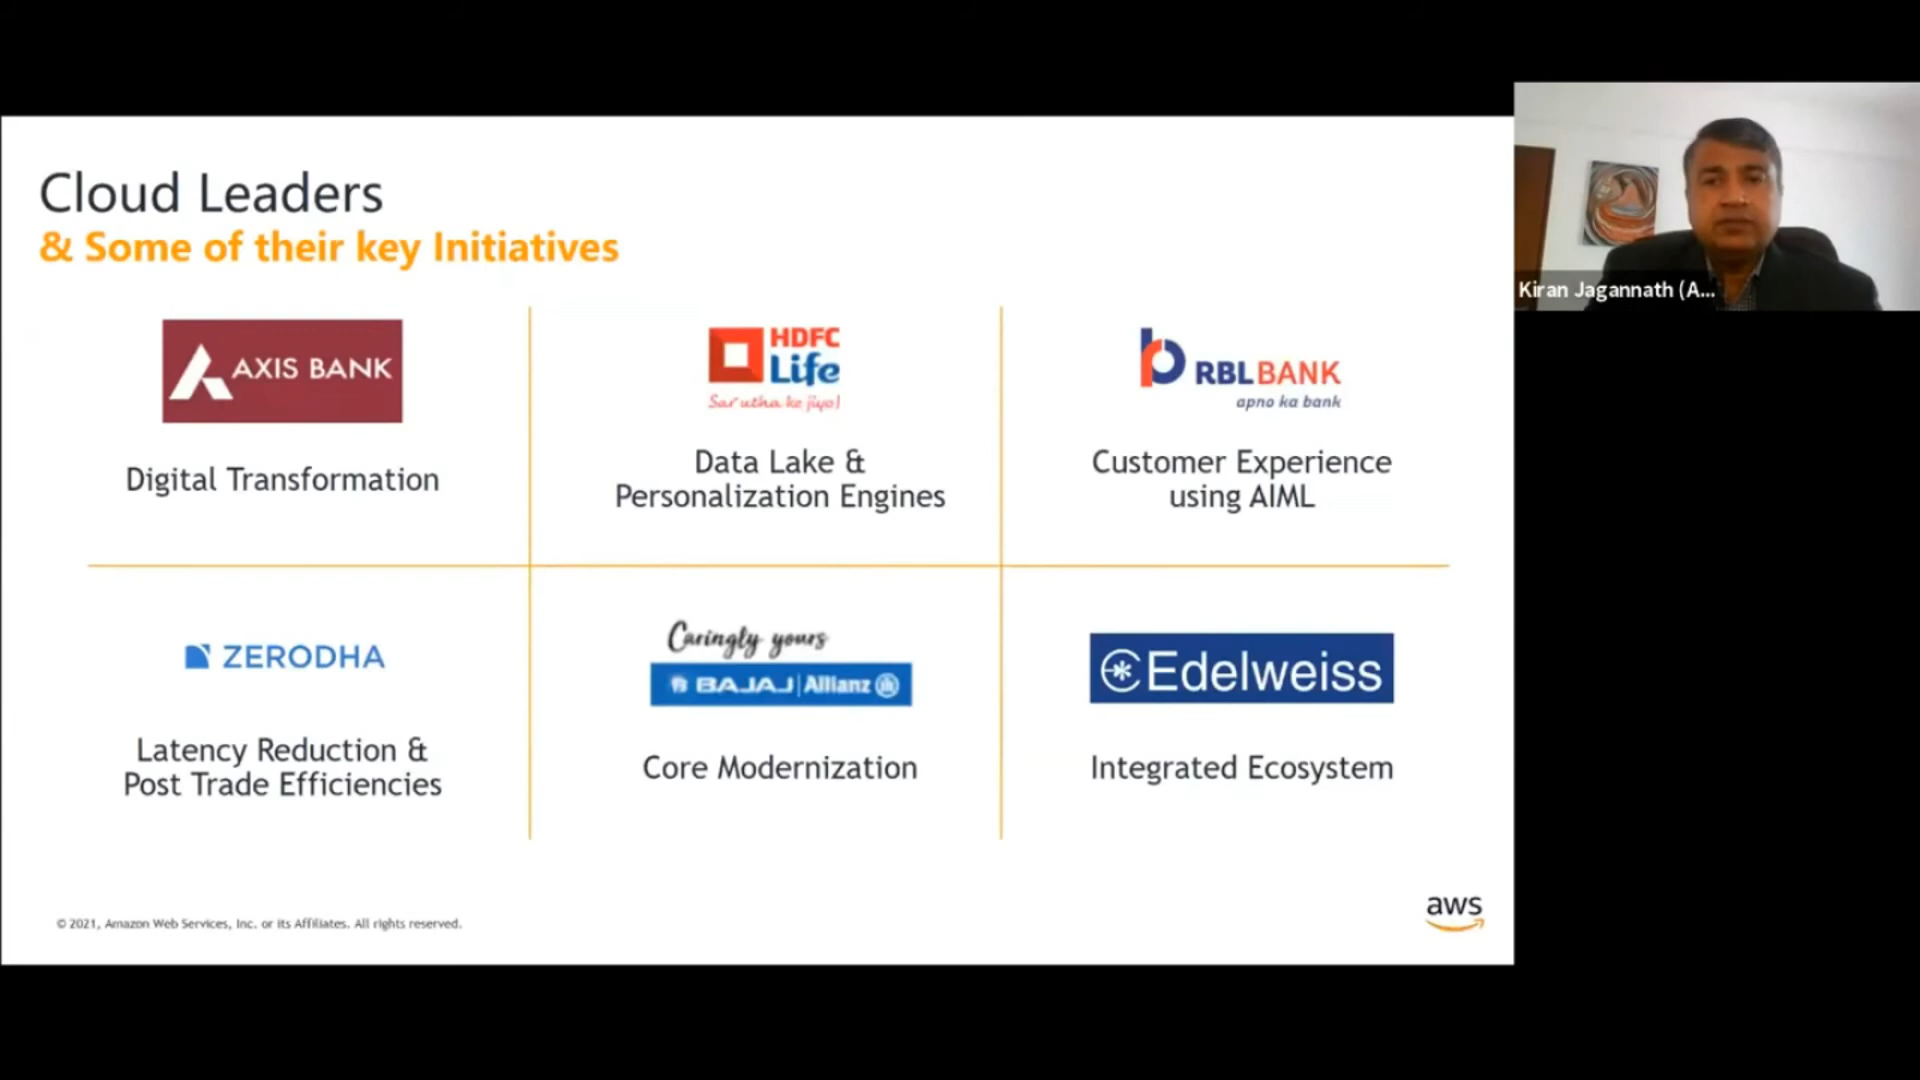 Cloud Leaders
& Some of their key Initiatives
AXIS BANK
Digital Transformation
HDFC
Life
Sar utha ke jiyo!
Data Lake &
Personalization Engines
RBL BANK
apno ka bank
Customer Experience
using AIML
ZERODHA
Latency Reduction &
Post Trade Efficiencies
Caringly yours
BAJAJ | Allianz
Core Modernization
Edelweiss
Integrated Ecosystem
© 2021, Amazon Web Services, Inc. or its Affiliates. All rights reserved.
aws
Kiran Jagannath (A...